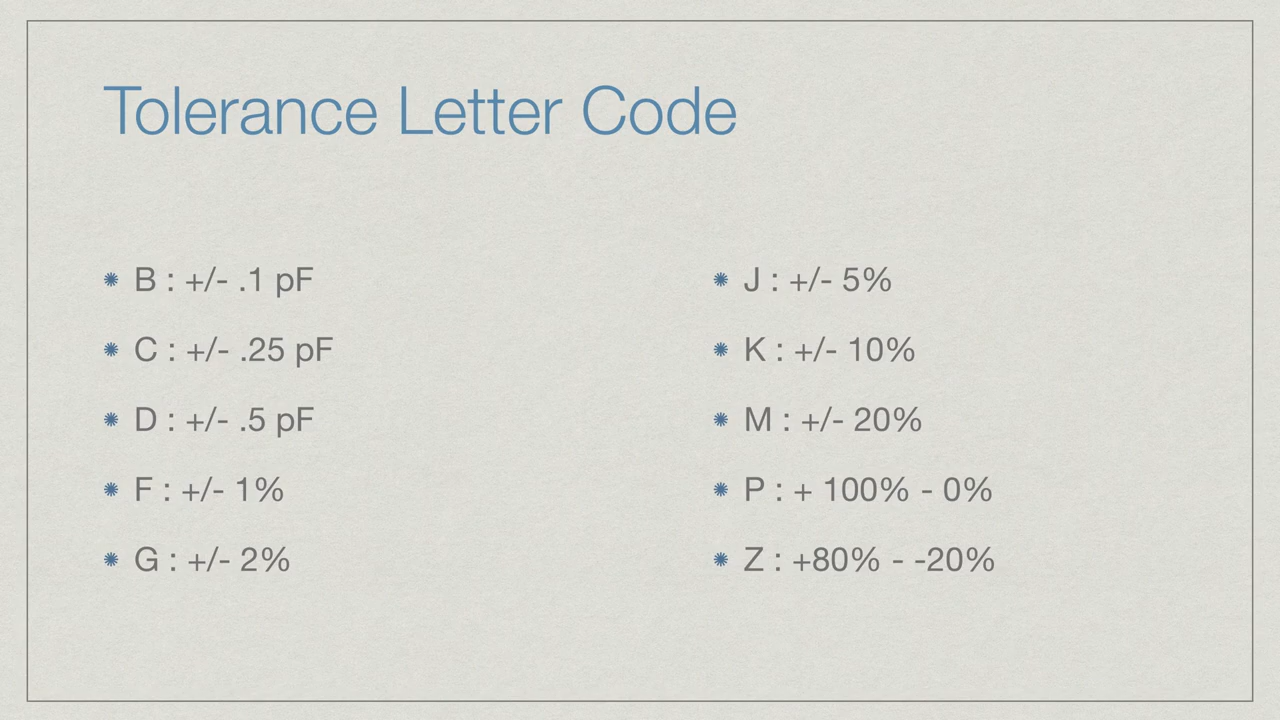 Tolerance Letter Code
B : +/- .1 pF
C : +/- .25 pF
D : +/- .5 pF
F : +/- 1%
G : +/- 2%
J : +/- 5%
K : +/- 10%
M : +/- 20%
P : + 100% - 0%
Z : +80% - -20%